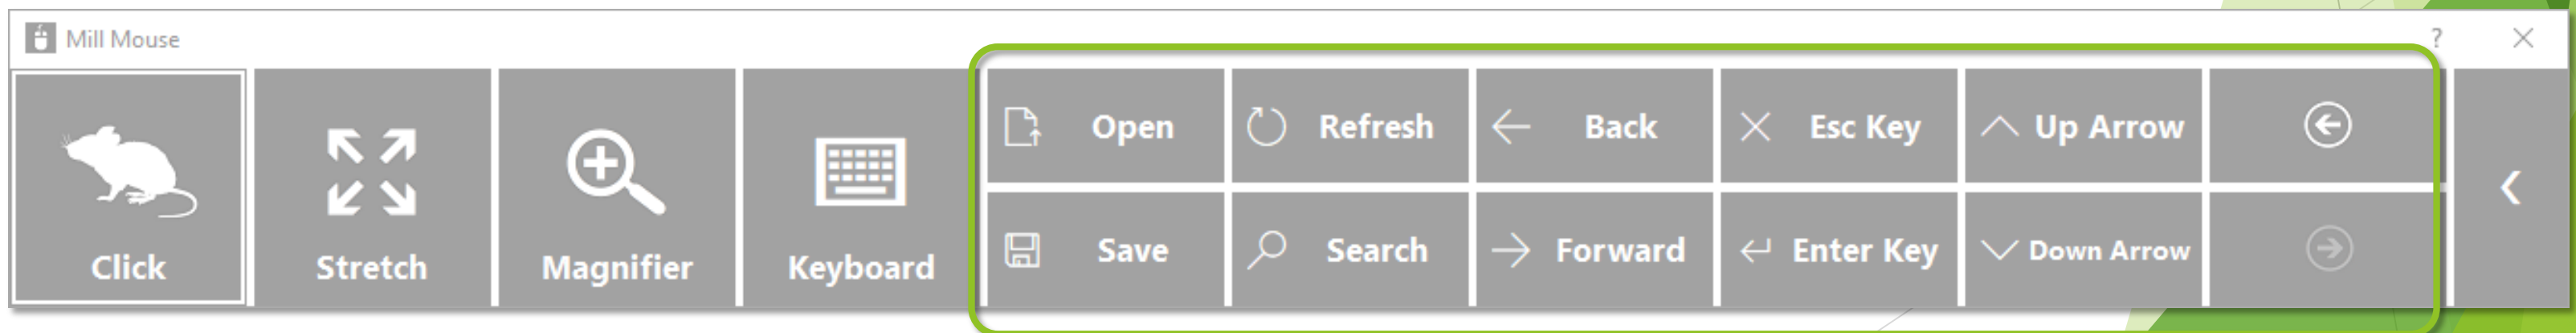 Mill Mouse
?
Click
Stretch
Magnifier
Keyboard
Open
Refresh
Back
Esc Key
Up Arrow
Save
Search
Forward
Enter Key
Down Arrow